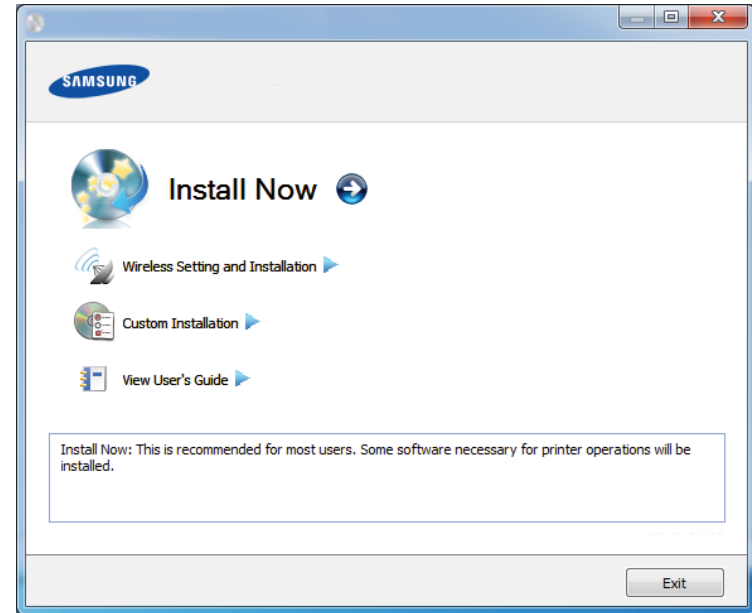 SAMSUNG
Install Now
Wireless Setting and Installation
Custom Installation
View User's Guide
Install Now: This is recommended for most users. Some software necessary for printer operations will be
installed.
Exit